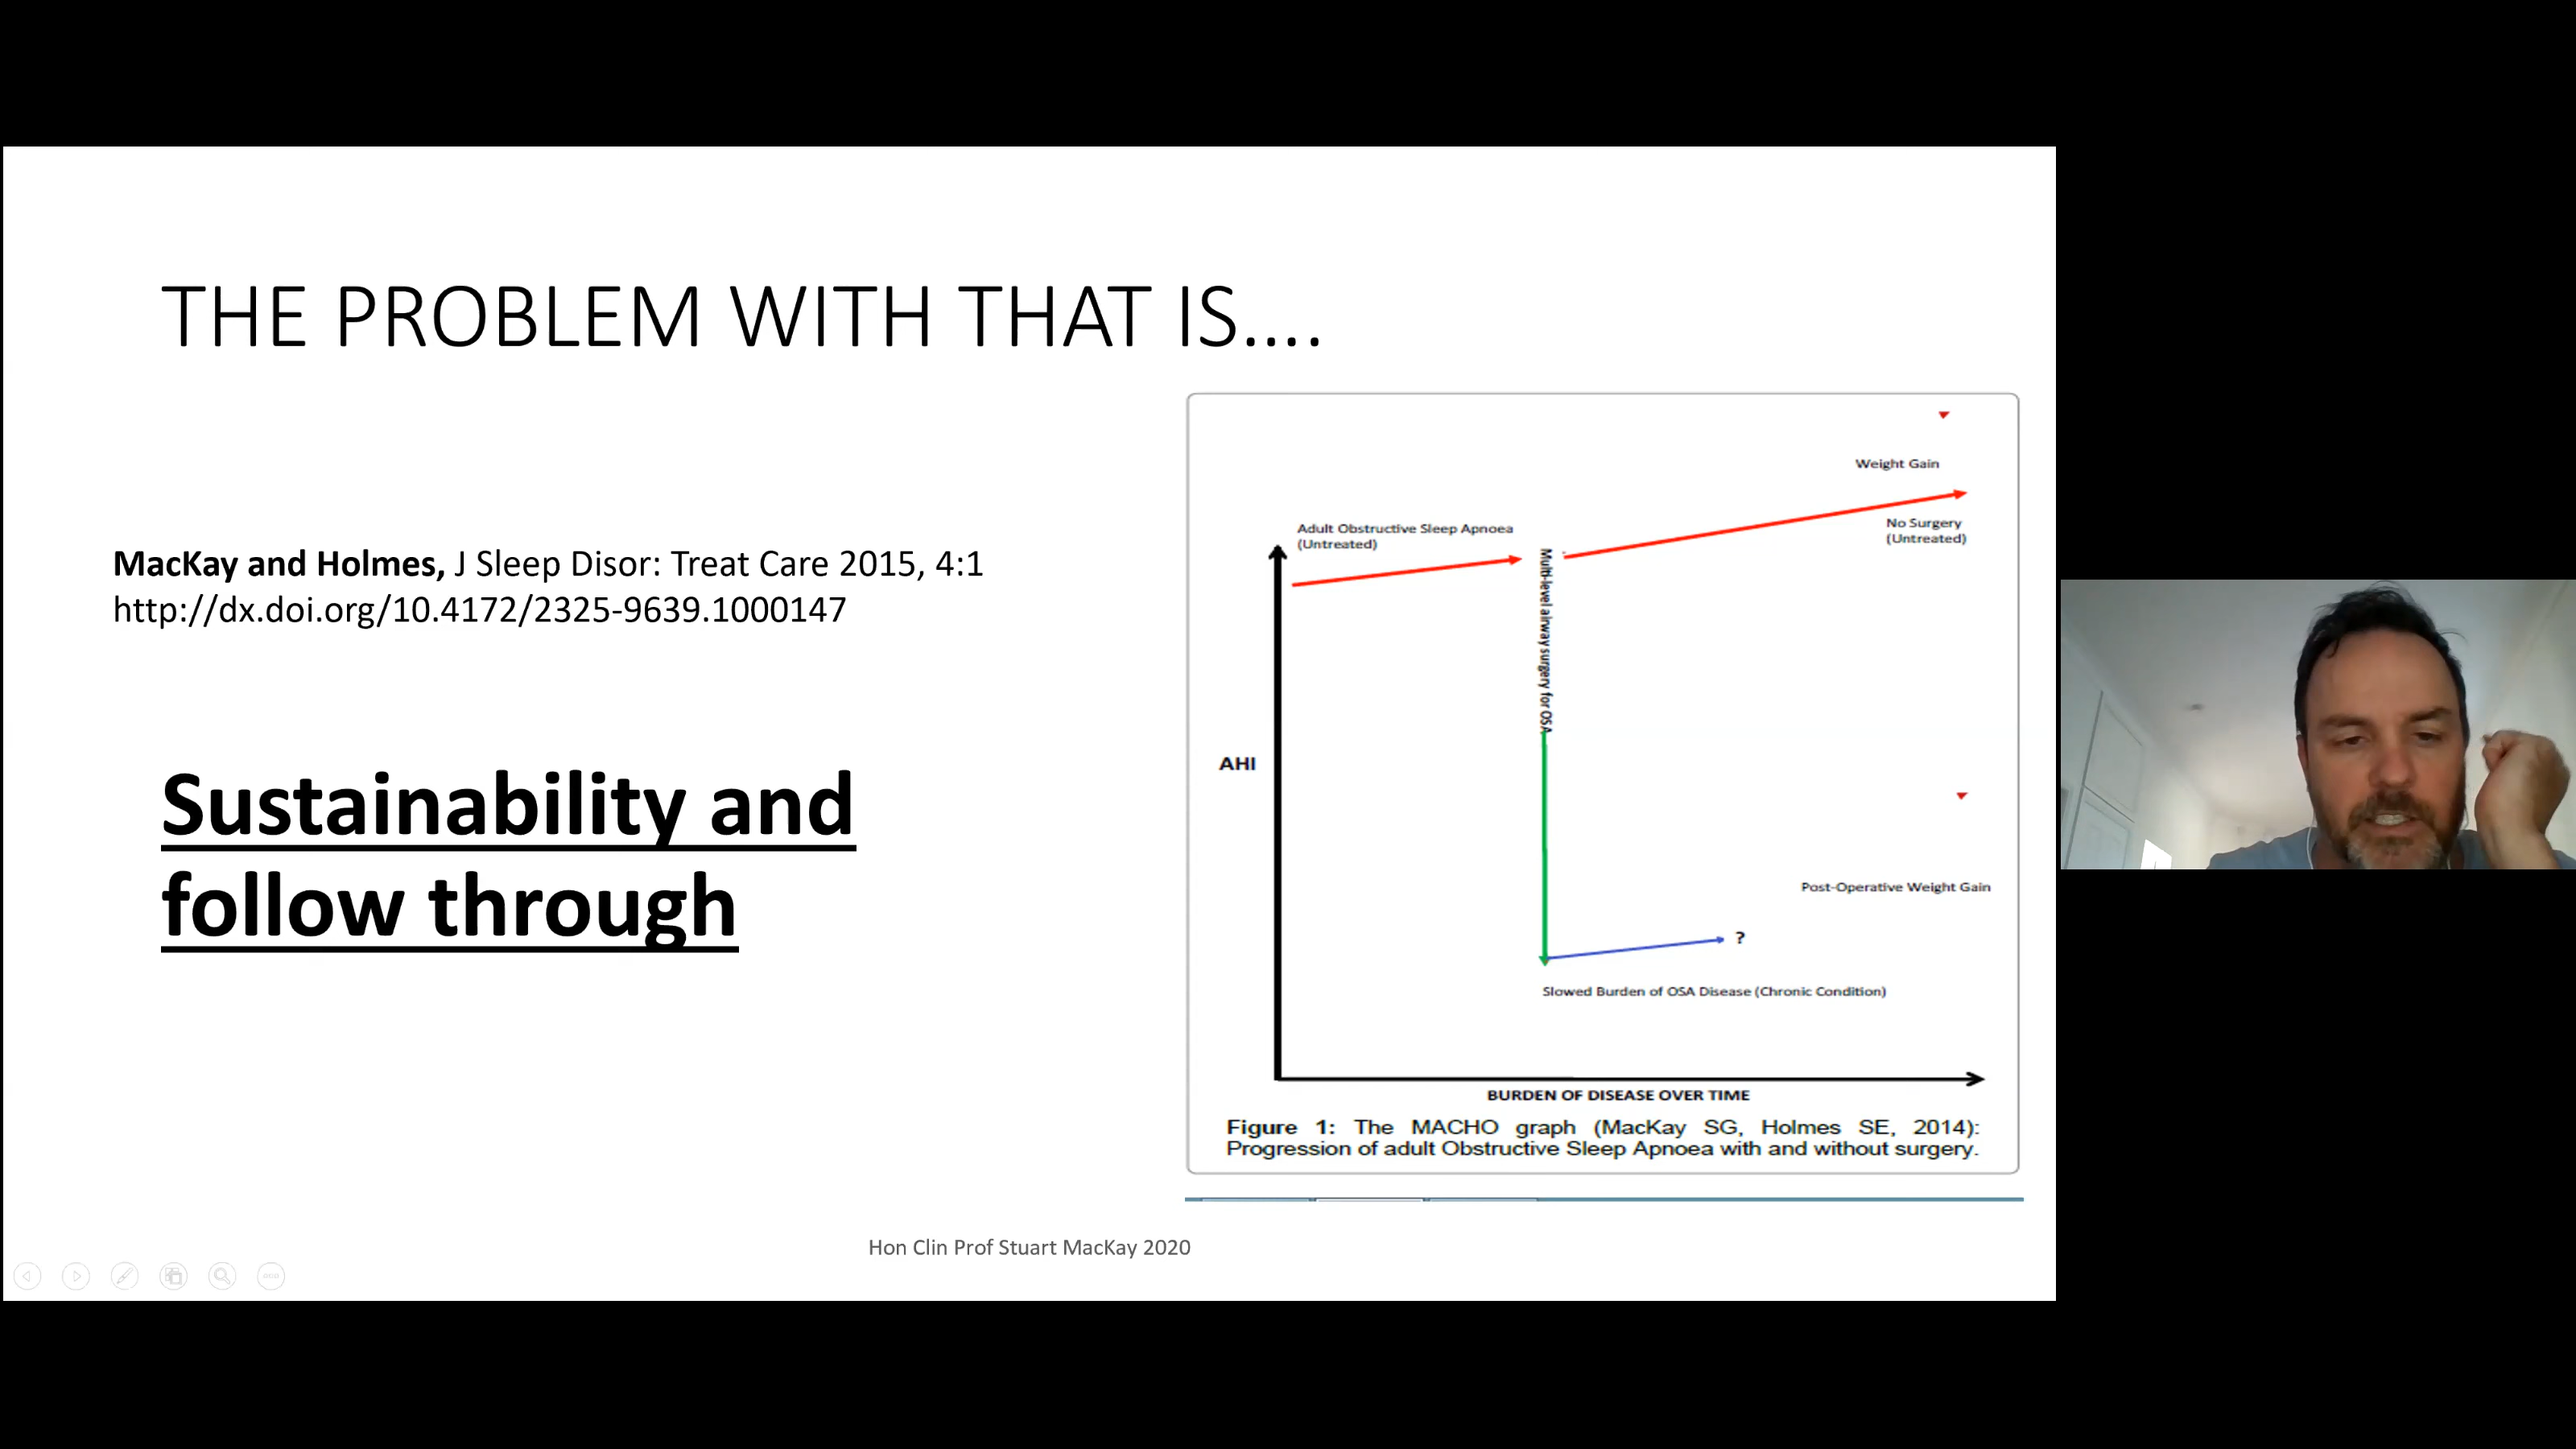 THE PROBLEM WITH THAT IS....
MacKay and Holmes, J Sleep Disor: Treat Care 2015, 4:1
http://dx.doi.org/10.4172/2325-9639.1000147
Sustainability and
follow through
Weight Gain
Adult Obstructive Sleep Apnoea
(Untreated)
No Surgery
(Untreated)
Multi-level airway surgery for OSA
AHI
Post-Operative Weight Gain
?
Slowed Burden of OSA Disease (Chronic Condition)
BURDEN OF DISEASE OVER TIME
Figure 1: The MACHO graph (MacKay SG, Holmes SE, 2014):
Progression of adult Obstructive Sleep Apnoea with and without surgery.
Hon Clin Prof Stuart MacKay 2020